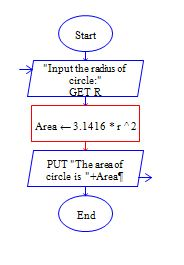 Start
"Input the radius of
circle:"
GET R
Area ← 3.1416 * r ^ 2
PUT "The area of
circle is "+Area¶
End